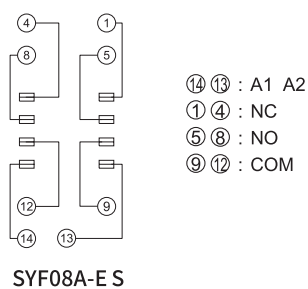 ④ ①
⑧ ⑤
⑫ ⑨
⑭ ⑬
⑭ ⑬ : A1 A2
① ④ : NC
⑤ ⑧ : NO
⑨ ⑫ : COM
SYF08A-E S